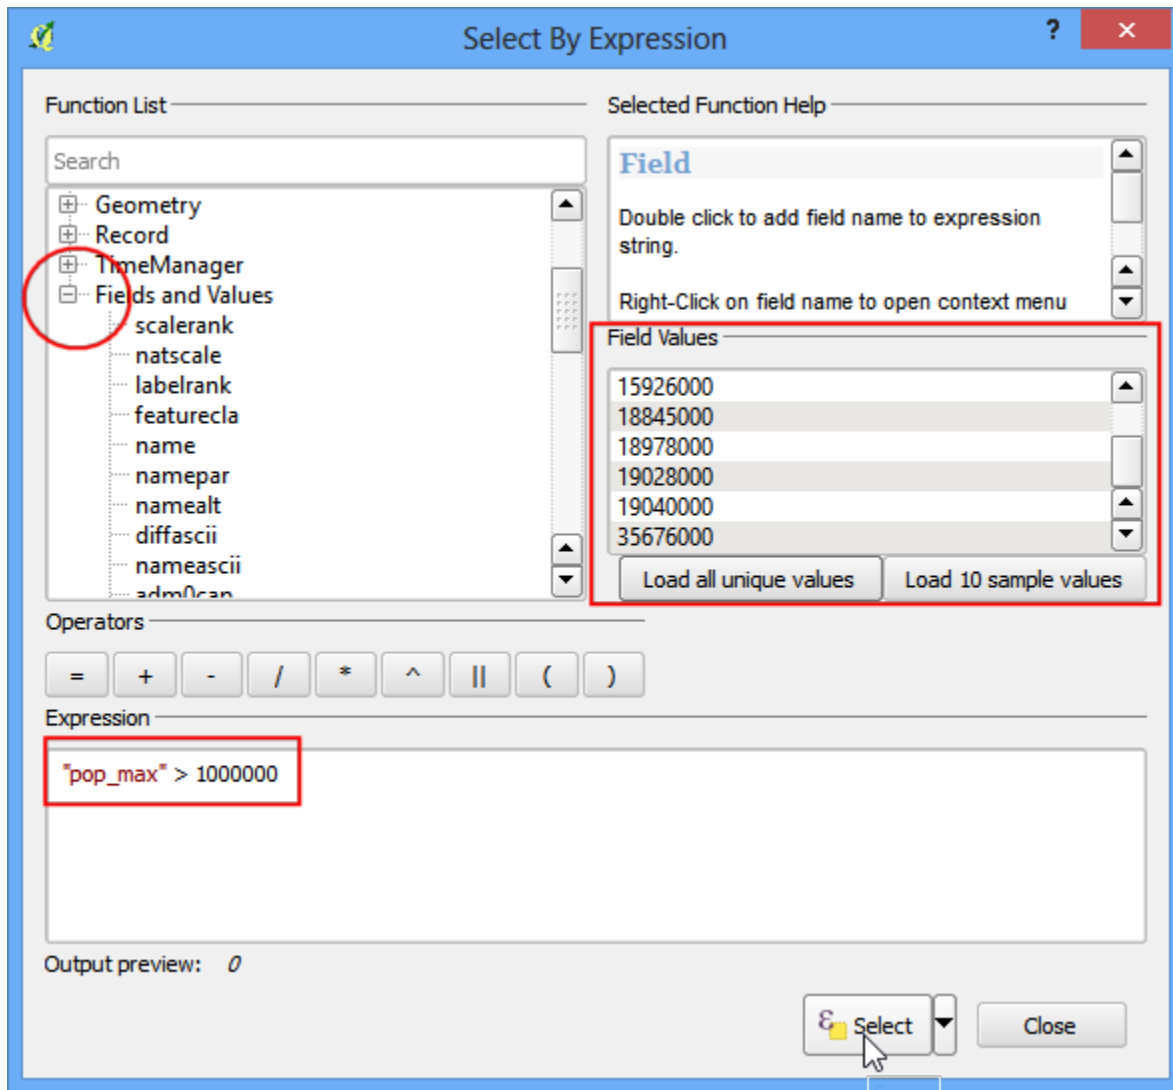 Select By Expression
?
×
Function List
Search
Geometry
Record
TimeManager
Fields and Values
scalerank
natscale
labelrank
featurecla
name
namepar
namealt
diffascii
nameascii
adm0cap
Selected Function Help
Field
Double click to add field name to expression
string.
Right-Click on field name to open context menu
Field Values
15926000
18845000
18978000
19028000
19040000
35676000
Load all unique values Load 10 sample values
Operators
= + - / * ^ || ( )
Expression
"pop_max" > 1000000
Output preview: 0
ε Select Close